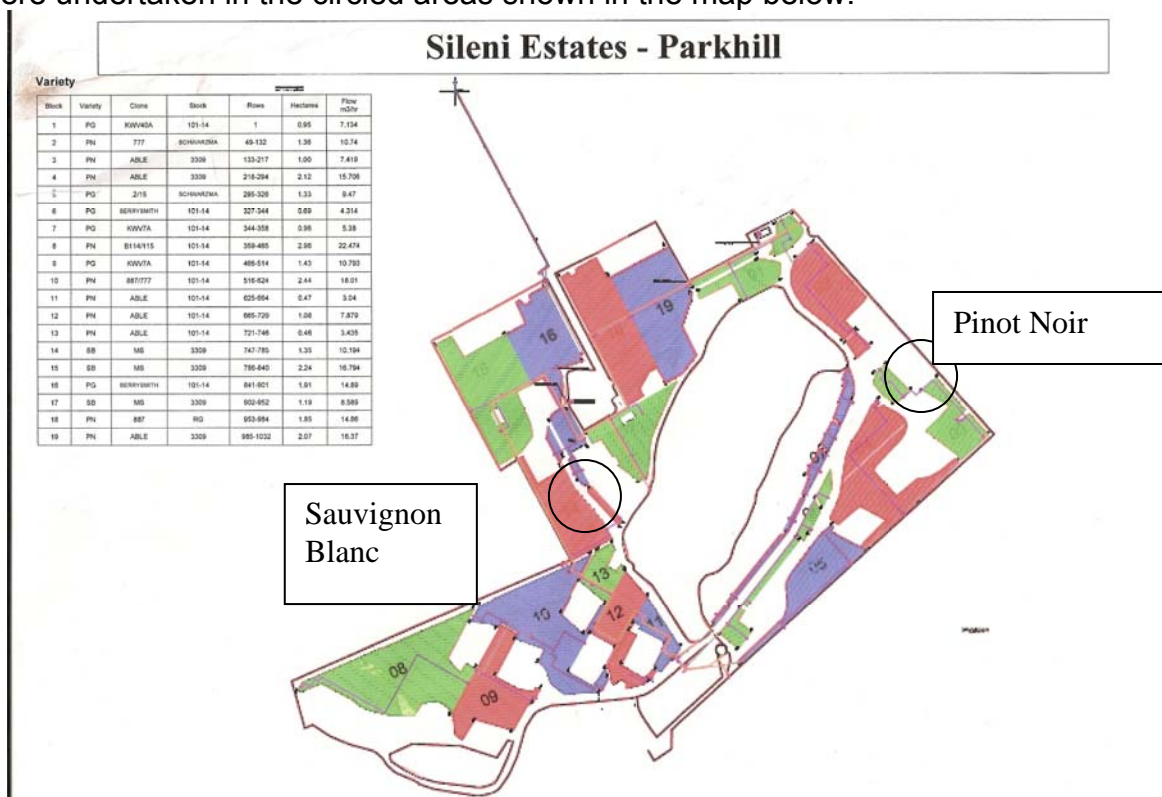 ere undertaken in the circled areas shown in the map below.
Sileni Estates - Parkhill
Variety
Block Variety Clone Stock Rows Hectares Flow m3/hr
1 PG KWV40A 101-14 1 0.95 7.134
2 PN 777 SCHWARZMA 49-132 1.36 10.74
3 PN ABLE 3309 133-217 1.00 7.419
4 PN ABLE 3309 218-294 2.12 15.706
5 PG 2/15 SCHWARZMA 295-326 1.33 9.47
6 PG BERRYSMITH 101-14 327-344 0.69 4.314
7 PG KWV7A 101-14 344-358 0.96 5.38
8 PN B114/115 101-14 359-485 2.96 22.474
9 PG KWV7A 101-14 486-514 1.43 10.793
10 PN 887/777 101-14 516-624 2.44 18.01
11 PN ABLE 101-14 625-664 0.47 3.04
12 PN ABLE 101-14 665-720 1.08 7.879
13 PN ABLE 101-14 721-746 0.46 3.435
14 SB MS 3309 747-785 1.35 10.194
15 SB MS 3309 786-840 2.24 16.794
16 PG BERRYSMITH 101-14 841-901 1.91 14.89
17 SB MS 3309 902-952 1.19 8.589
18 PN 887 RG 953-984 1.85 14.86
19 PN ABLE 3309 985-1032 2.07 16.37
01
19
18
16
15
Pinot Noir
Sauvignon
Blanc
05
13
12
11
10
08
09